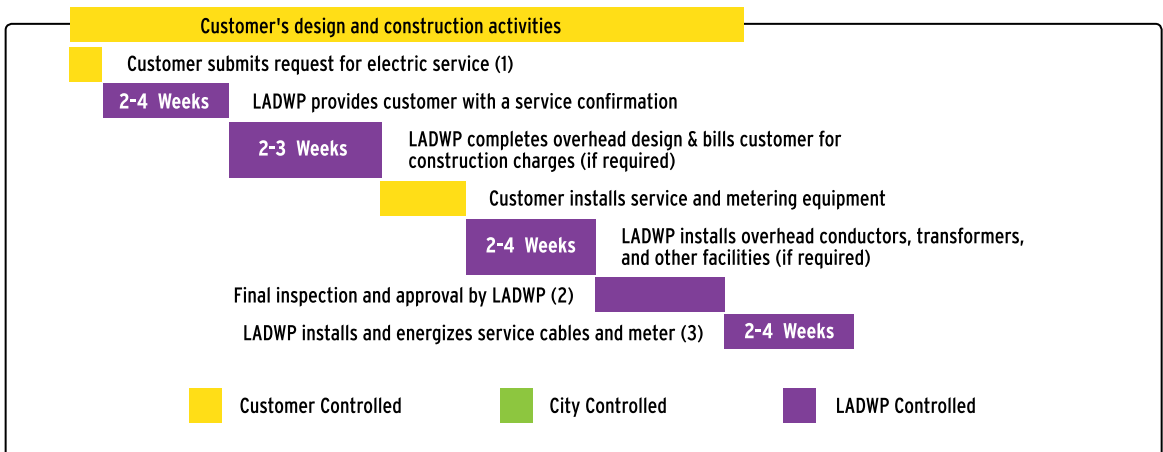 Customer's design and construction activities
Customer submits request for electric service (1)
2-4 Weeks
LADWP provides customer with a service confirmation
2-3 Weeks
LADWP completes overhead design & bills customer for
construction charges (if required)
Customer installs service and metering equipment
2-4 Weeks
LADWP installs overhead conductors, transformers,
and other facilities (if required)
Final inspection and approval by LADWP (2)
LADWP installs and energizes service cables and meter (3)
2-4 Weeks
Customer Controlled
City Controlled
LADWP Controlled